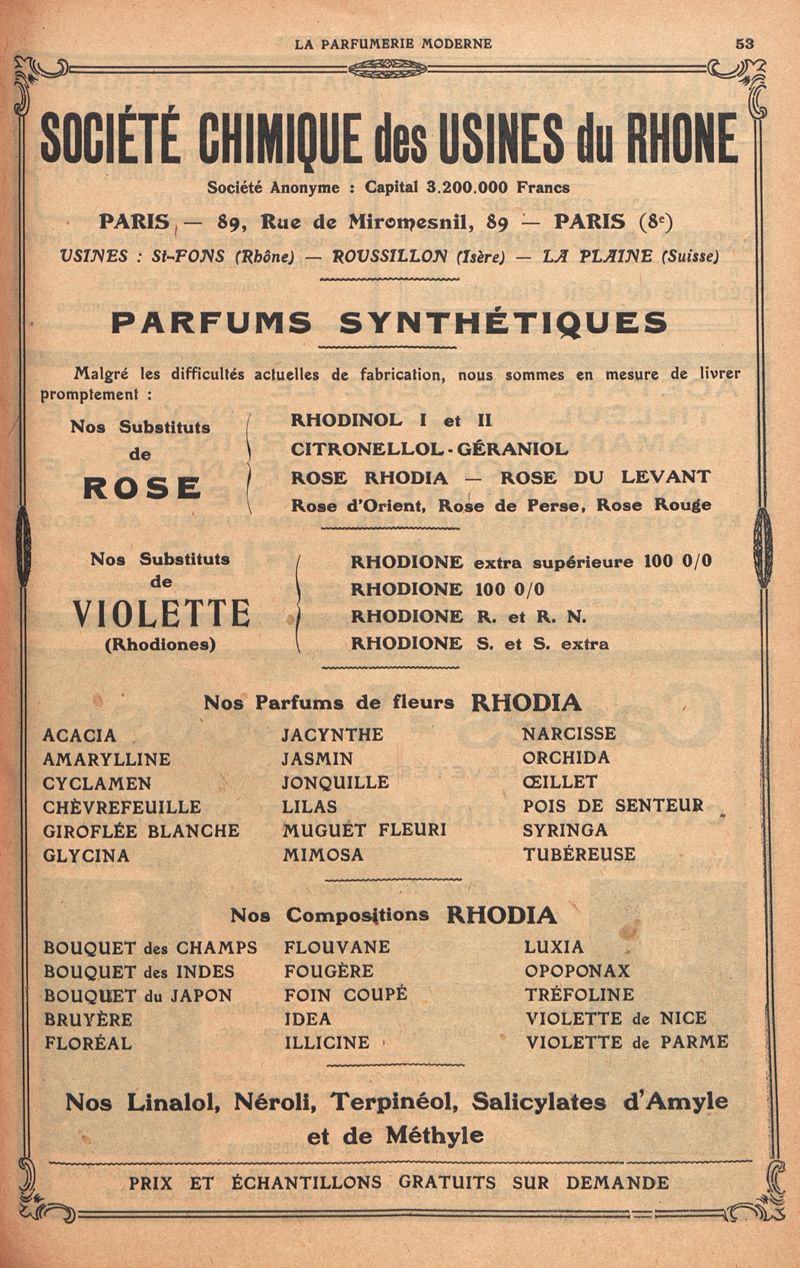 LA PARFUMERIE MODERNE 53
SOCIÉTÉ CHIMIQUE des USINES du RHONE
Société Anonyme : Capital 3.200.000 Francs
PARIS — 89, Rue de Miromesnil, 89 — PARIS (8e)
USINES : St-FONS (Rhône) — ROUSSILLON (Isère) — LA PLAINE (Suisse)
PARFUMS SYNTHÉTIQUES
Malgré les difficultés actuelles de fabrication, nous sommes en mesure de livrer
promptement :
Nos Substituts
de
ROSE
RHODINOL I et II
CITRONELLOL - GÉRANIOL
ROSE RHODIA — ROSE DU LEVANT
Rose d'Orient, Rose de Perse, Rose Rouge
Nos Substituts
de
VIOLETTE
(Rhodiones)
RHODIONE extra supérieure 100 0/0
RHODIONE 100 0/0
RHODIONE R. et R. N.
RHODIONE S. et S. extra
Nos Parfums de fleurs RHODIA
ACACIA JACYNTHE NARCISSE
AMARYLLINE JASMIN ORCHIDA
CYCLAMEN JONQUILLE ŒILLET
CHÈVREFEUILLE LILAS POIS DE SENTEUR
GIROFLÉE BLANCHE MUGUET FLEURI SYRINGA
GLYCINA MIMOSA TUBÉREUSE
Nos Compositions RHODIA
BOUQUET des CHAMPS FLOUVANE LUXIA
BOUQUET des INDES FOUGÈRE OPOPONAX
BOUQUET du JAPON FOIN COUPÉ TRÉFOLINE
BRUYÈRE IDEA VIOLETTE de NICE
FLORÉAL ILLICINE VIOLETTE de PARME
Nos Linalol, Néroli, Terpinéol, Salicylates d'Amyle
et de Méthyle
PRIX ET ÉCHANTILLONS GRATUITS SUR DEMANDE